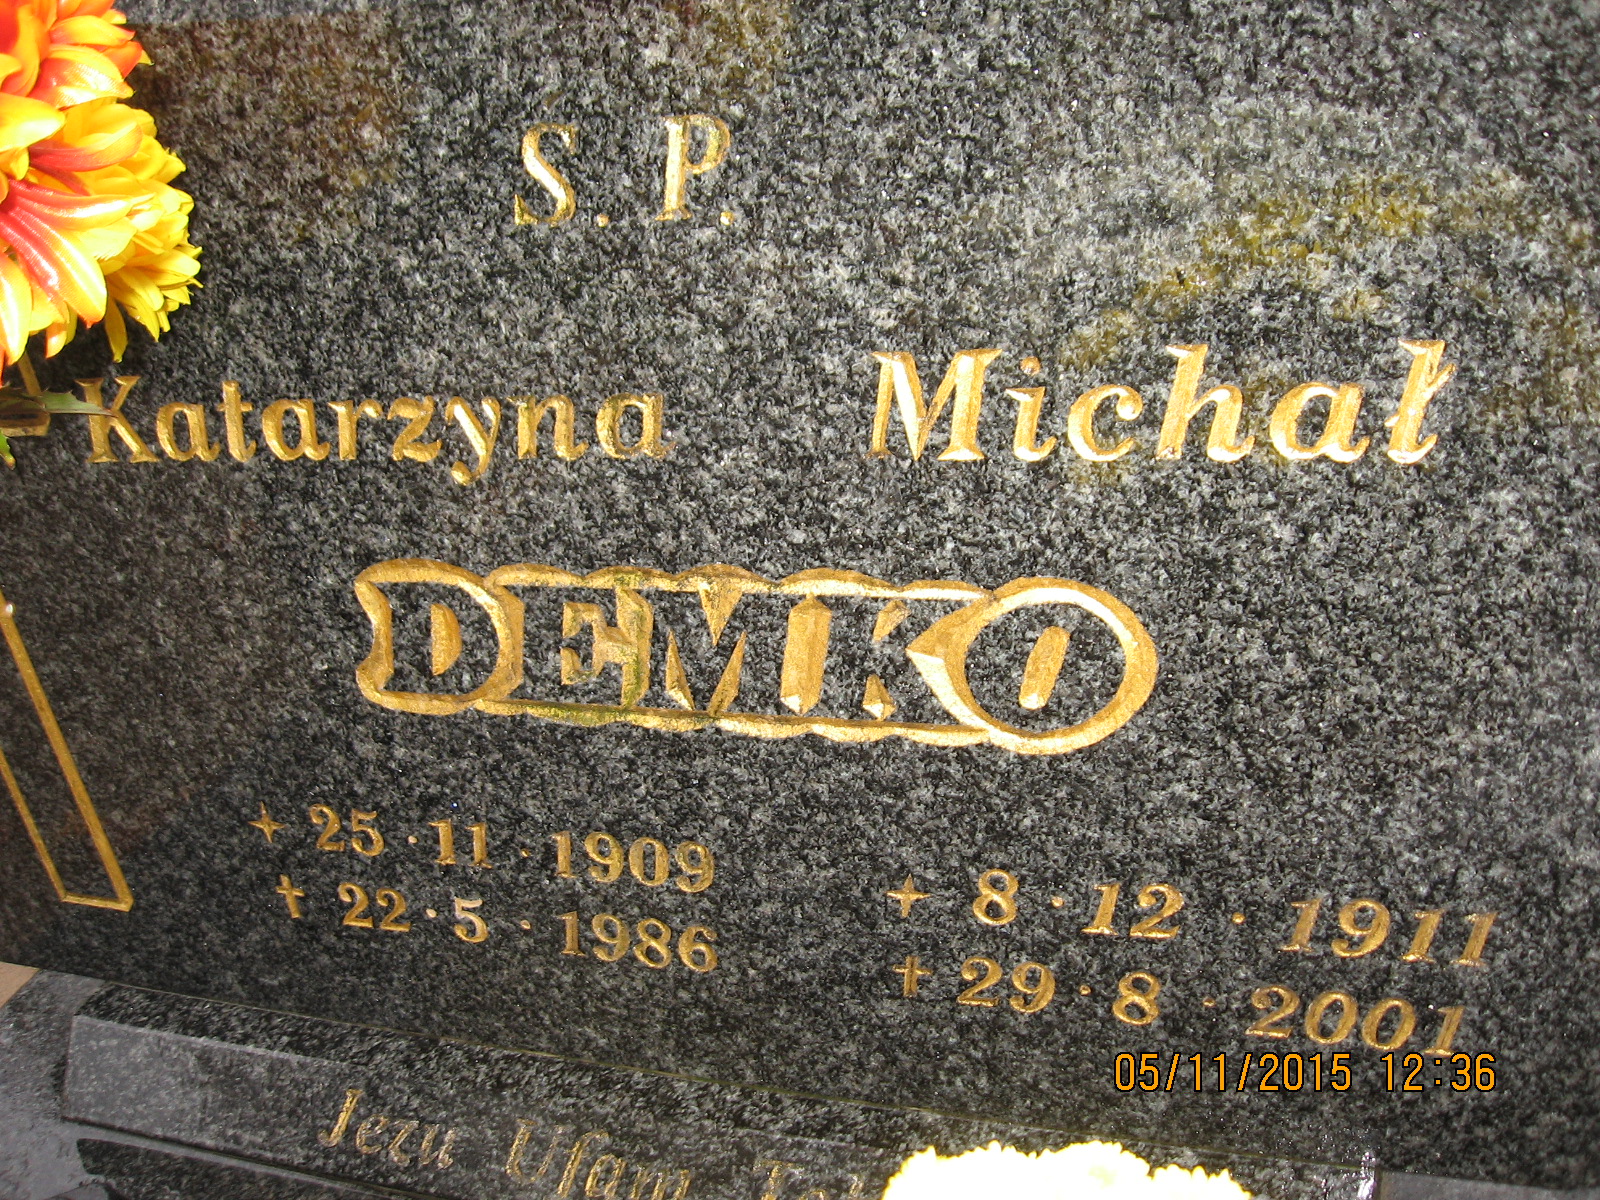 S. P.
Katarzyna Michał
DEMKO
+ 25 · 11 · 1909
† 22 · 5 · 1986
+ 8 · 12 · 1911
† 29 · 8 · 2001
05/11/2015 12:36
Jezu Ufam